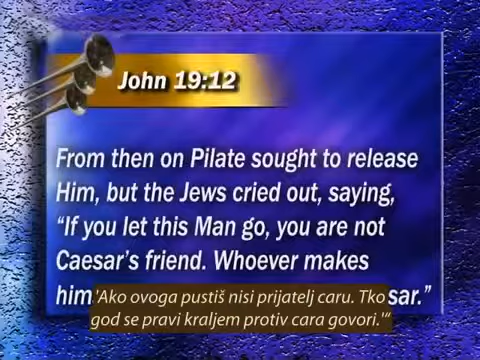 John 19:12
From then on Pilate sought to release
Him, but the Jews cried out, saying,
“If you let this Man go, you are not
Caesar’s friend. Whoever makes
him sar.”
'Ako ovoga pustiš nisi prijatelj caru. Tko
god se pravi kraljem protiv cara govori.'“